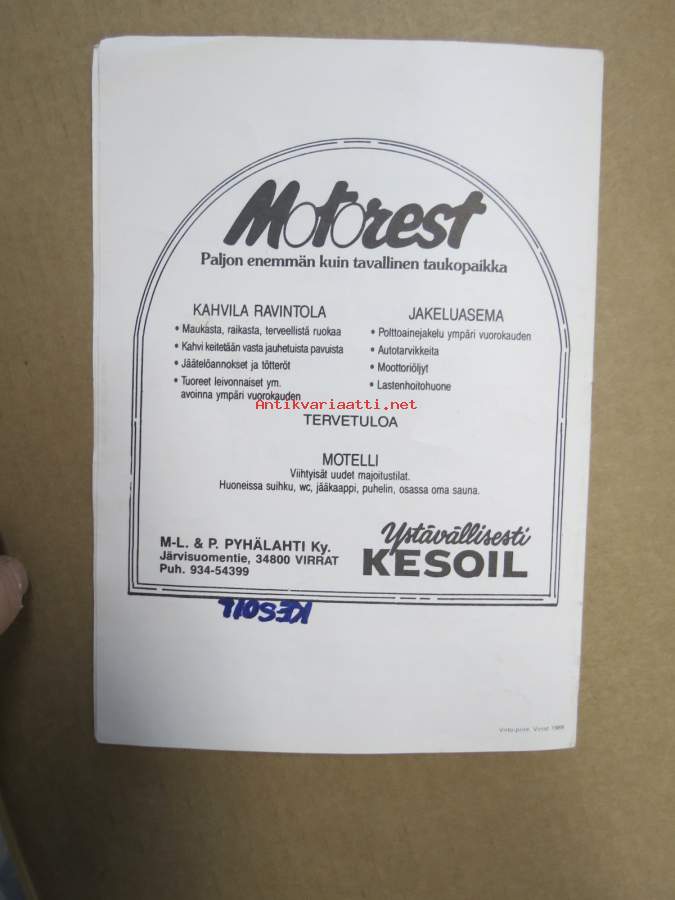 Motorest
Paljon enemmän kuin tavallinen taukopaikka
KAHVILA RAVINTOLA
• Maukasta, raikasta, terveellistä ruokaa
• Kahvi keitetään vasta jauhetuista pavuista
• Jäätelöannokset ja tötteröt
• Tuoreet leivonnaiset ym.
avoinna ympäri vuorokauden
JAKELUASEMA
• Polttoainejakelu ympäri vuorokauden
• Autotarvikkeita
• Moottoriöljyt
• Lastenhoitohuone
Antikvariaatti.net
TERVETULOA
MOTELLI
Viihtyisät uudet majoitustilat.
Huoneissa suihku, wc, jääkaappi, puhelin, osassa oma sauna.
M-L. & P. PYHÄLAHTI Ky.
Järvisuomentie, 34800 VIRRAT
Puh. 934-54399
Ystävällisesti
KESOIL
KESOIL
Virrat 1988